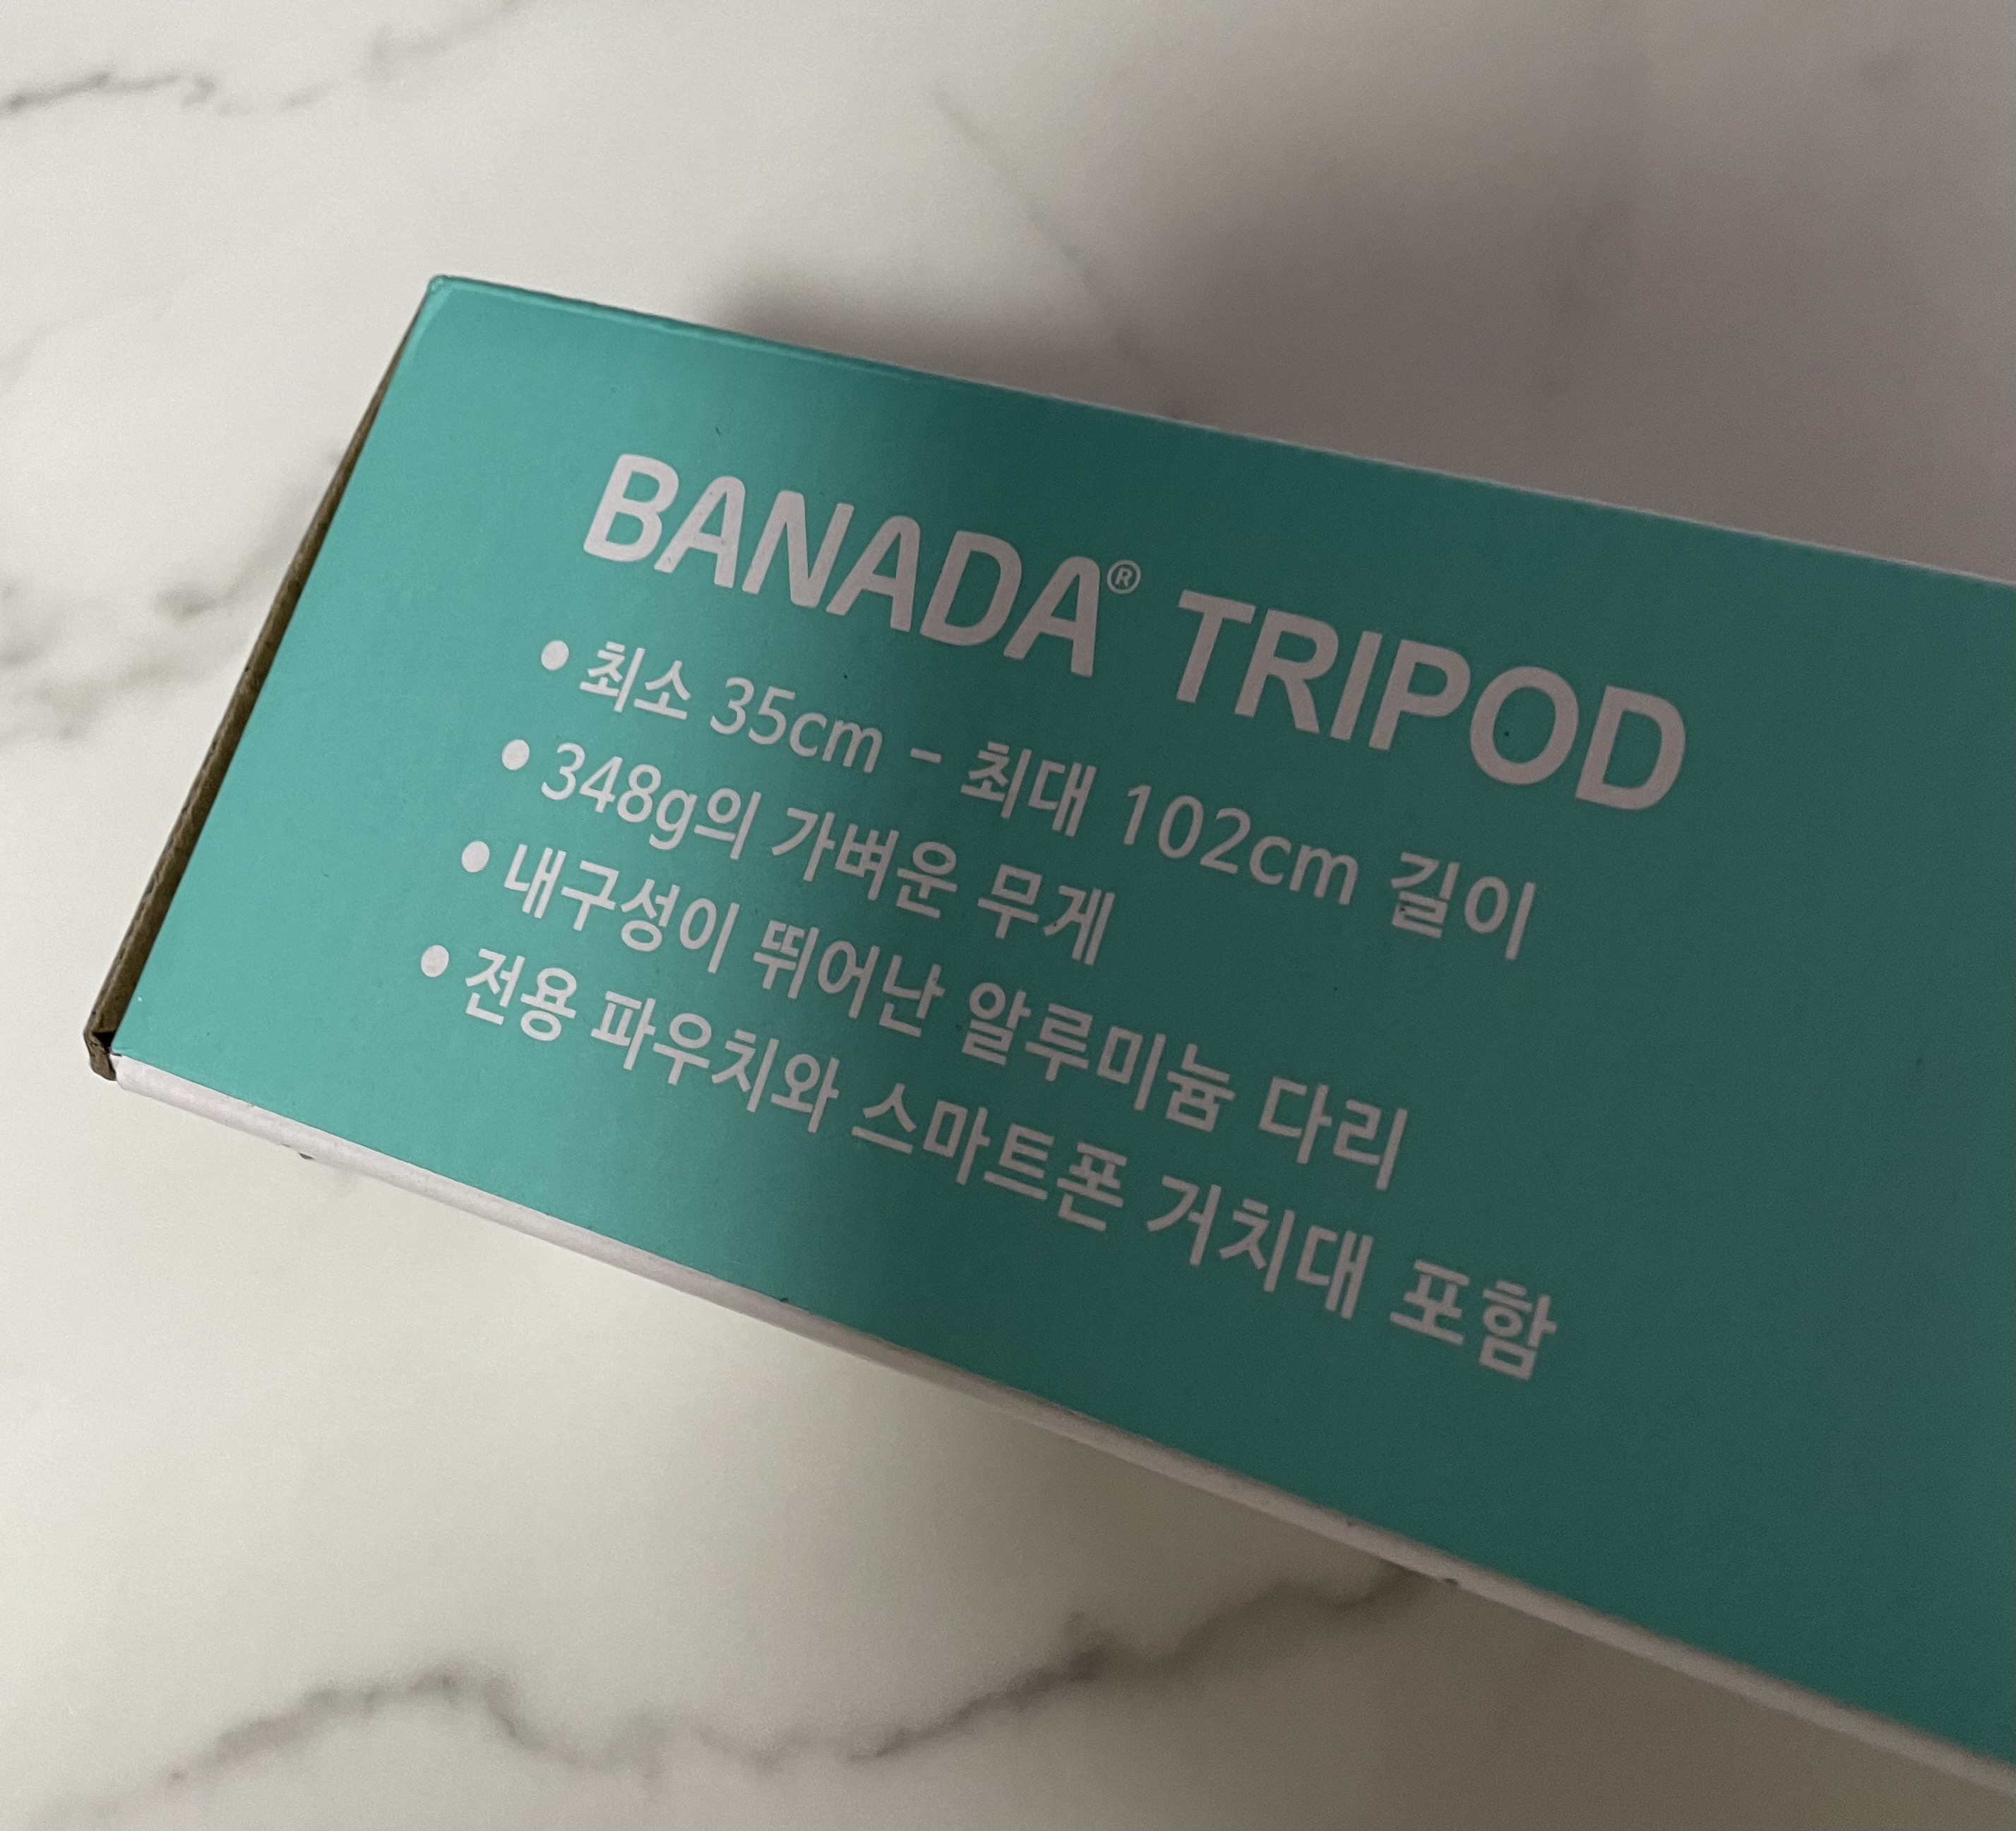 BANADA® TRIPOD
• 최소 35cm - 최대 102cm 길이
• 348g의 가벼운 무게
• 내구성이 뛰어난 알루미늄 다리
• 전용 파우치와 스마트폰 거치대 포함